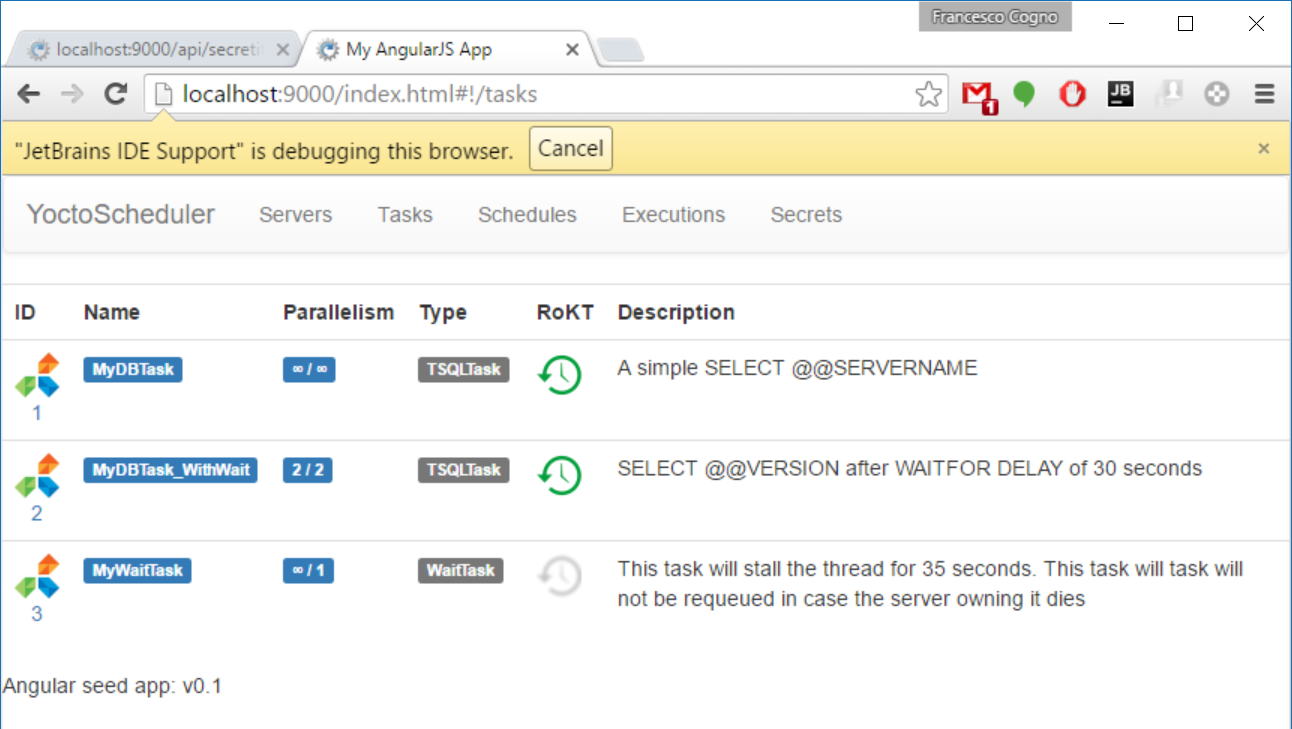 Francesco Cogno
localhost:9000/api/secreti
My AngularJS App
localhost:9000/index.html#!/tasks
1
JB
"JetBrains IDE Support" is debugging this browser. Cancel
YoctoScheduler Servers Tasks Schedules Executions Secrets
ID Name Parallelism Type RoKT Description
1 MyDBTask ∞ / ∞ TSQLTask A simple SELECT @@SERVERNAME
2 MyDBTask_WithWait 2 / 2 TSQLTask SELECT @@VERSION after WAITFOR DELAY of 30 seconds
3 MyWaitTask ∞ / 1 WaitTask This task will stall the thread for 35 seconds. This task will task will
not be requeued in case the server owning it dies
Angular seed app: v0.1